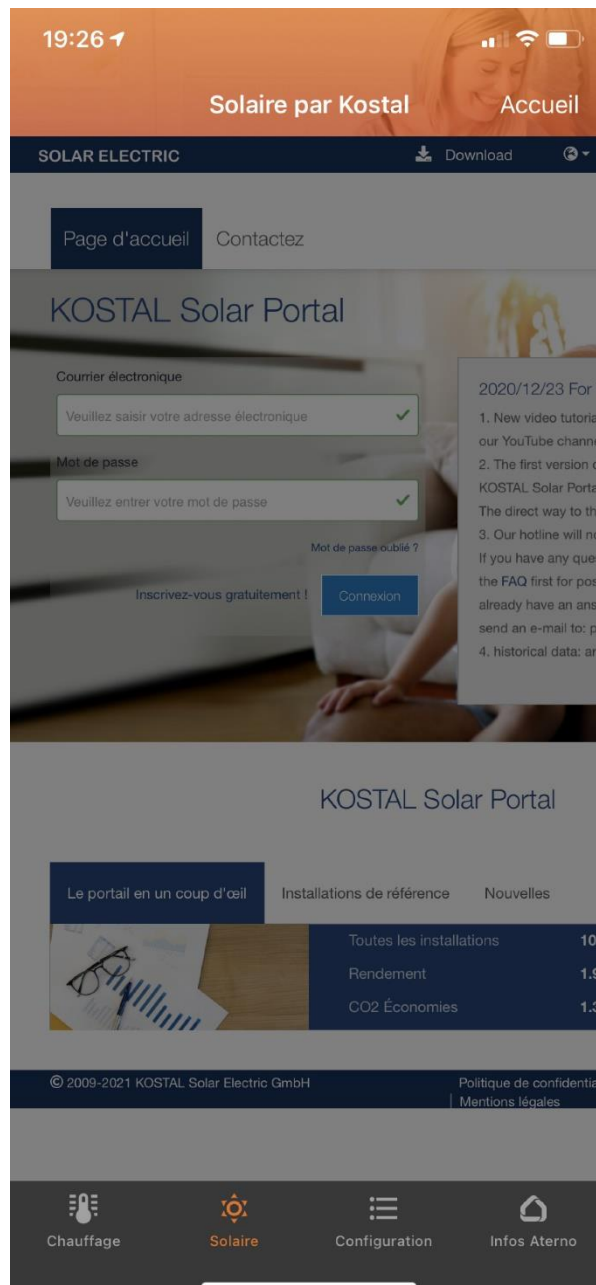 19:26
Solaire par Kostal
Accueil
SOLAR ELECTRIC
Download
Page d'accueil
Contactez
KOSTAL Solar Portal
Courrier électronique
Veuillez saisir votre adresse électronique
Mot de passe
Veuillez entrer votre mot de passe
Mot de passe oublié ?
Inscrivez-vous gratuitement !
Connexion
2020/12/23 For
1. New video tutoria
our YouTube channe
2. The first version
KOSTAL Solar Porta
The direct way to th
3. Our hotline will
If you have any que
the FAQ first for pos
already have an ans
send an e-mail to: p
4. historical data: ar
KOSTAL Solar Portal
Le portail en un coup d'œil
Installations de référence
Nouvelles
Toutes les installations 10
Rendement 1.9
CO2 Économies 1.3
© 2009-2021 KOSTAL Solar Electric GmbH
Politique de confidentia
| Mentions légales
Chauffage
Solaire
Configuration
Infos Aterno